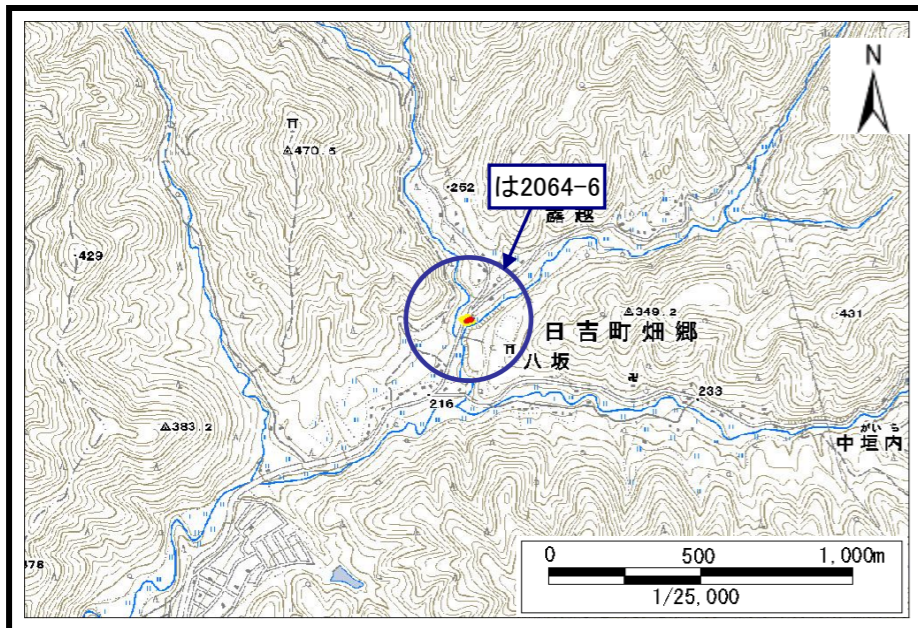 N
470.5
252
は2064-6
越
429
349.2
431
日吉町畑郷
八坂
233
216
383.2
がいち
中垣内
378
0 500 1,000m
1/25,000